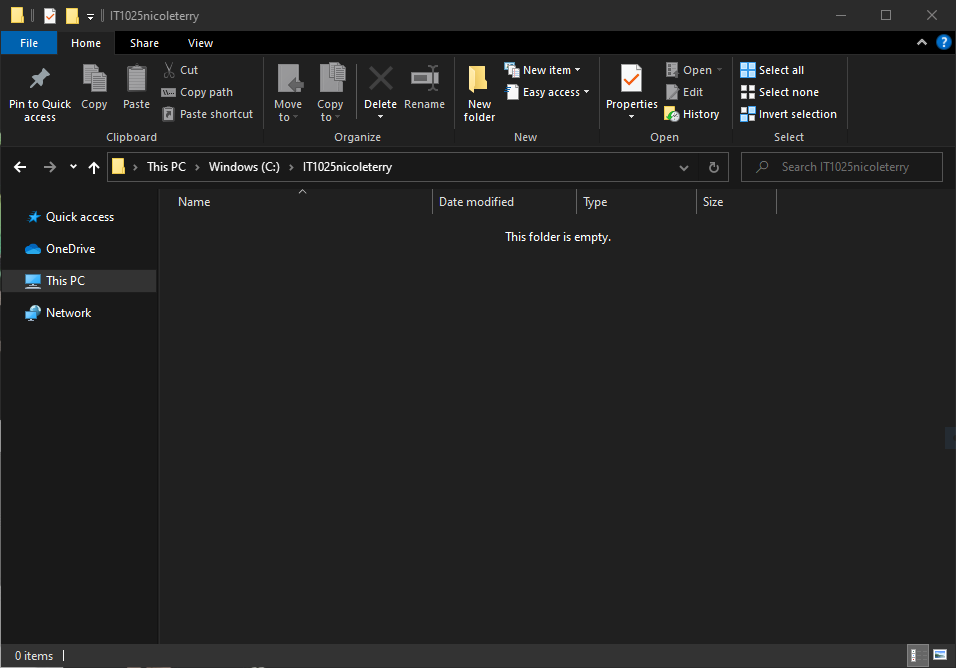 IT1025nicoleterry
File Home Share View
Pin to Quick access
Copy
Paste
Cut
Copy path
Paste shortcut
Clipboard
Move to
Copy to
Delete
Rename
Organize
New folder
New item
Easy access
New
Properties
Open
Edit
History
Open
Select all
Select none
Invert selection
Select
This PC > Windows (C:) > IT1025nicoleterry
Search IT1025nicoleterry
Name Date modified Type Size
Quick access
OneDrive
This PC
Network
This folder is empty.
0 items